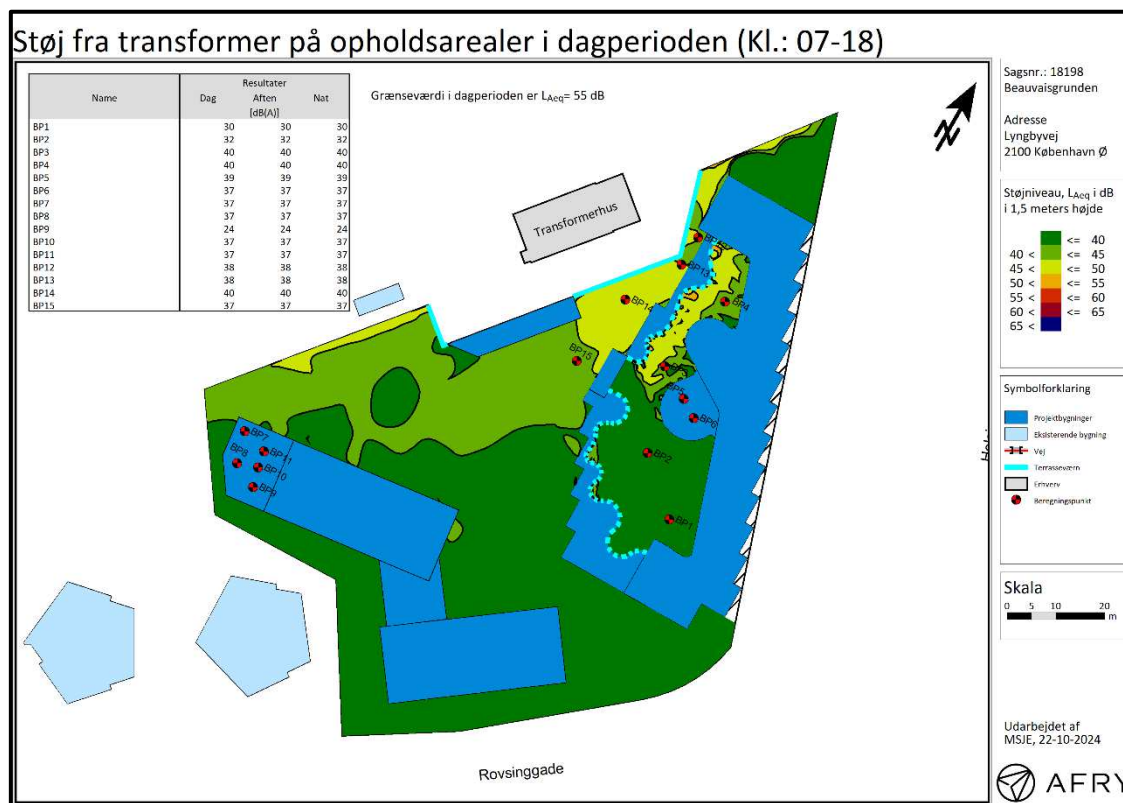 Støj fra transformer på opholdsarealer i dagperioden (Kl.: 07-18)
Resultater
Name Dag Aften Nat
[dB(A)]
BP1 30 30 30
BP2 32 32 32
BP3 40 40 40
BP4 40 40 40
BP5 39 39 39
BP6 37 37 37
BP7 37 37 37
BP8 37 37 37
BP9 24 24 24
BP10 37 37 37
BP11 37 37 37
BP12 38 38 38
BP13 38 38 38
BP14 40 40 40
BP15 37 37 37
Grænseværdi i dagperioden er LAeq= 55 dB
N
Transformerhus
BP13
BP14
BP4
BP15
BP5
BP6
BP2
BP1
BP7
BP8
BP11
BP10
BP9
Rovsinggade
Sagsnr.: 18198
Beauvaisgrunden
Adresse
Lyngbyvej
2100 København Ø
Støjniveau, LAeq i dB
i 1,5 meters højde
<= 40
40 < <= 45
45 < <= 50
50 < <= 55
55 < <= 60
60 < <= 65
65 <
Symbolforklaring
Projektbygninger
Eksisterende bygning
Vej
Terrasseværn
Erhverv
Beregningspunkt
Skala
0 5 10 20
m
Udarbejdet af
MSJE, 22-10-2024
AFRY